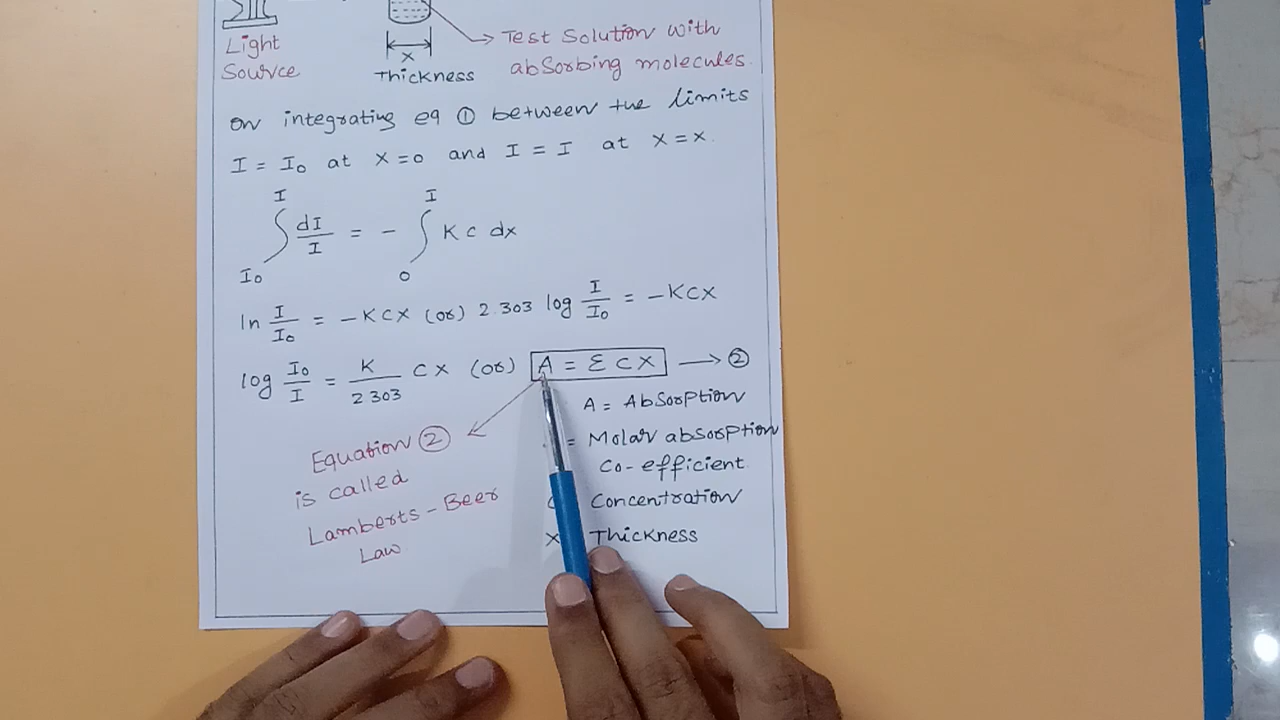 Light
Source
x
Thickness
Test Solution with
absorbing molecules.
on integrating eq ① between the limits
I = I₀ at x = 0 and I = I at x = x.
∫_{I₀}^{I} dI/I = - ∫_{0}^{I} K c dx
ln I/I₀ = -KCX (or) 2.303 log I/I₀ = -KCX
log I₀/I = K/2.303 CX (or) A = ℇ C X → ②
A = Absorption
= Molar absorption
Co-efficient.
Concentration
X Thickness
Equation ②
is called
Lamberts - Beer
Law.